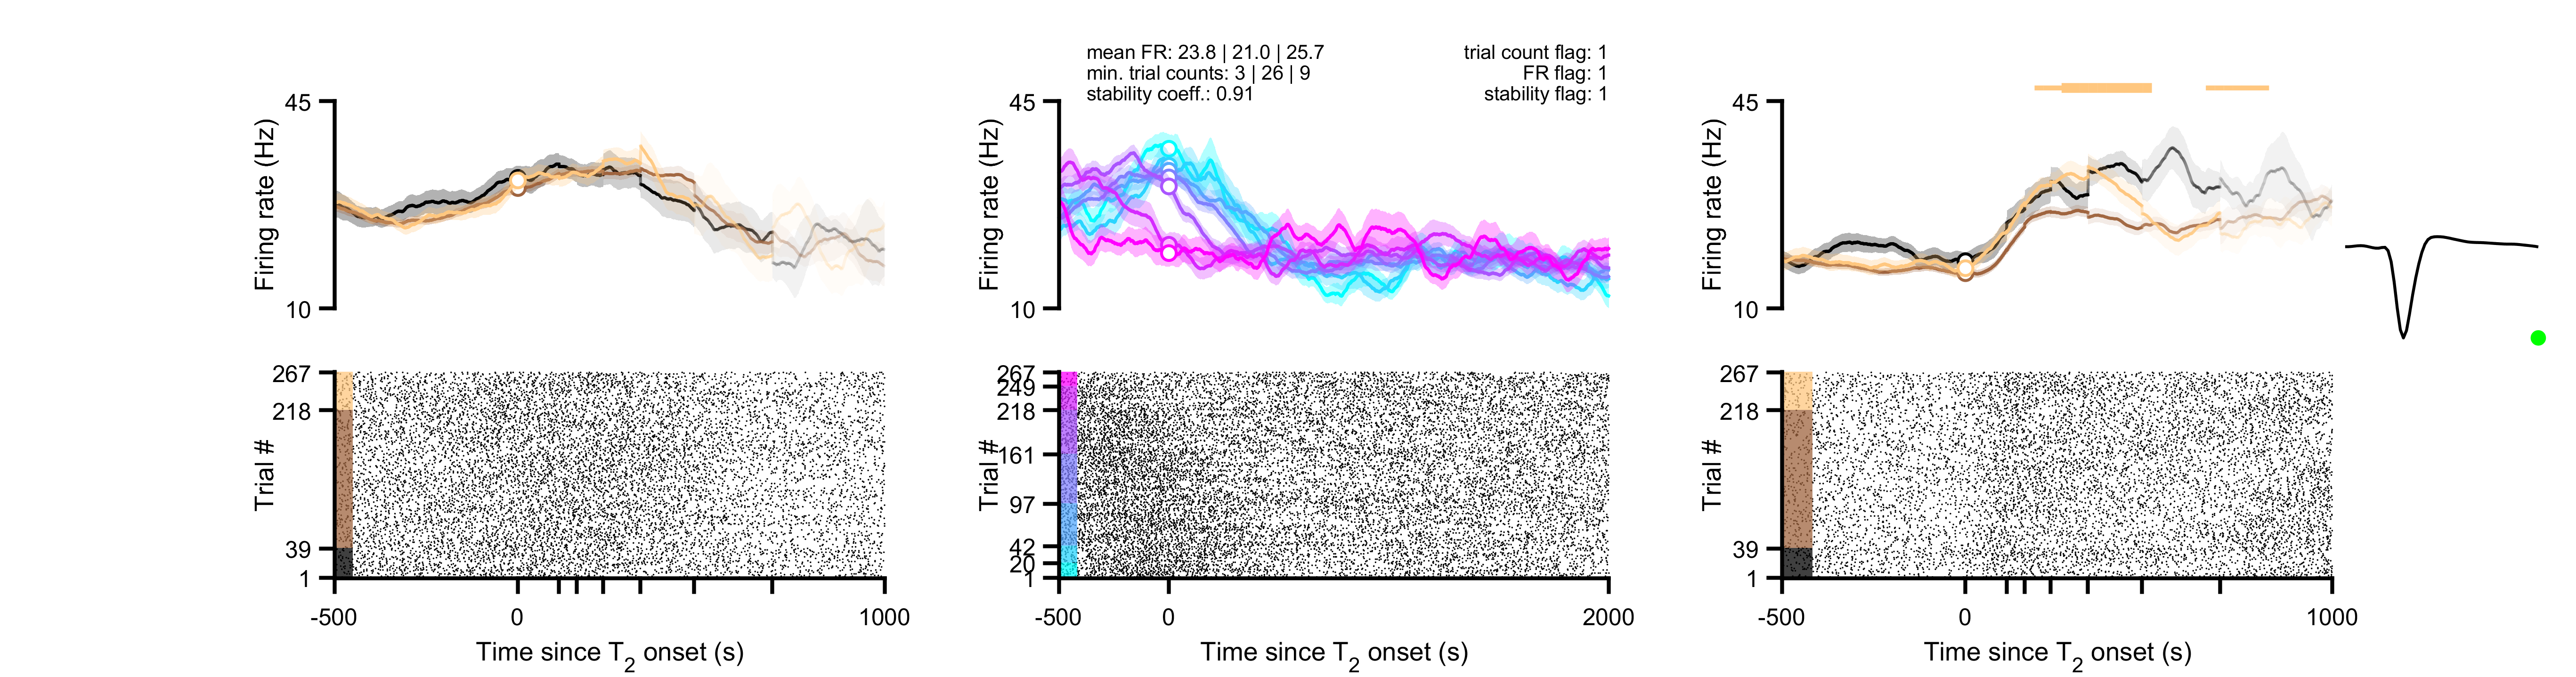 mean FR: 23.8 | 21.0 | 25.7
min. trial counts: 3 | 26 | 9
stability coeff.: 0.91
trial count flag: 1
FR flag: 1
stability flag: 1
45
Firing rate (Hz)
10
45
Firing rate (Hz)
10
45
Firing rate (Hz)
10
267
218
Trial #
39
1
-500
0
1000
Time since T2 onset (s)
267
249
218
Trial #
161
97
42
20
1
-500
0
2000
Time since T2 onset (s)
267
218
Trial #
39
1
-500
0
1000
Time since T2 onset (s)